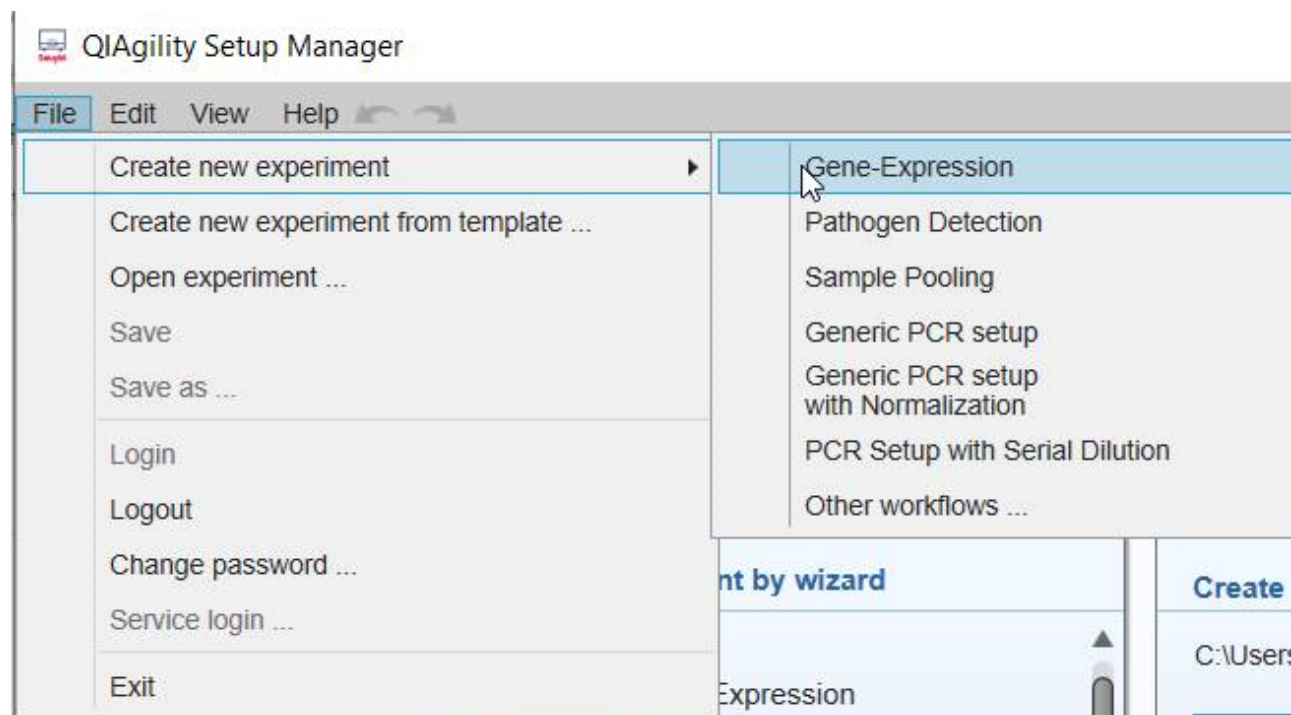 QIAgility Setup Manager
File Edit View Help
Create new experiment
Create new experiment from template ...
Open experiment ...
Save
Save as ...
Login
Logout
Change password ...
Service login ...
Exit
Gene-Expression
Pathogen Detection
Sample Pooling
Generic PCR setup
Generic PCR setup
with Normalization
PCR Setup with Serial Dilution
Other workflows ...
nt by wizard
Expression
Create
C:\Users